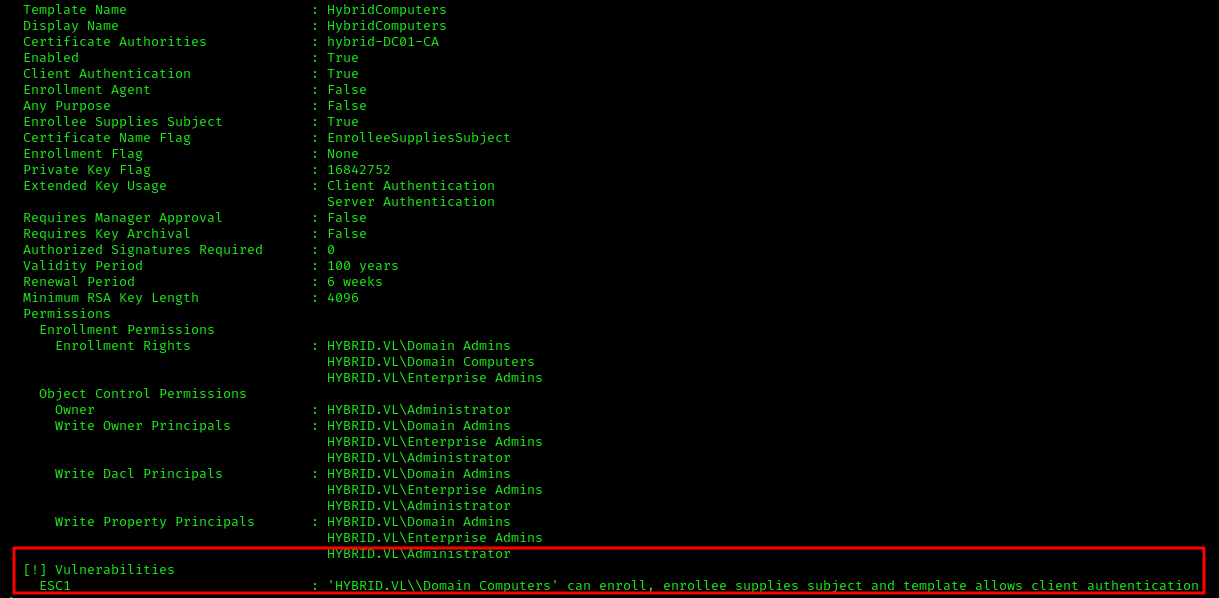 Template Name : HybridComputers
Display Name : HybridComputers
Certificate Authorities : hybrid-DC01-CA
Enabled : True
Client Authentication : True
Enrollment Agent : False
Any Purpose : False
Enrollee Supplies Subject : True
Certificate Name Flag : EnrolleeSuppliesSubject
Enrollment Flag : None
Private Key Flag : 16842752
Extended Key Usage : Client Authentication
Server Authentication
Requires Manager Approval : False
Requires Key Archival : False
Authorized Signatures Required : 0
Validity Period : 100 years
Renewal Period : 6 weeks
Minimum RSA Key Length : 4096
Permissions
Enrollment Permissions
Enrollment Rights : HYBRID.VL\Domain Admins
HYBRID.VL\Domain Computers
HYBRID.VL\Enterprise Admins
Object Control Permissions
Owner : HYBRID.VL\Administrator
Write Owner Principals : HYBRID.VL\Domain Admins
HYBRID.VL\Enterprise Admins
HYBRID.VL\Administrator
Write Dacl Principals : HYBRID.VL\Domain Admins
HYBRID.VL\Enterprise Admins
HYBRID.VL\Administrator
Write Property Principals : HYBRID.VL\Domain Admins
HYBRID.VL\Enterprise Admins
HYBRID.VL\Administrator
[!] Vulnerabilities
ESC1 : 'HYBRID.VL\\Domain Computers' can enroll, enrollee supplies subject and template allows client authentication